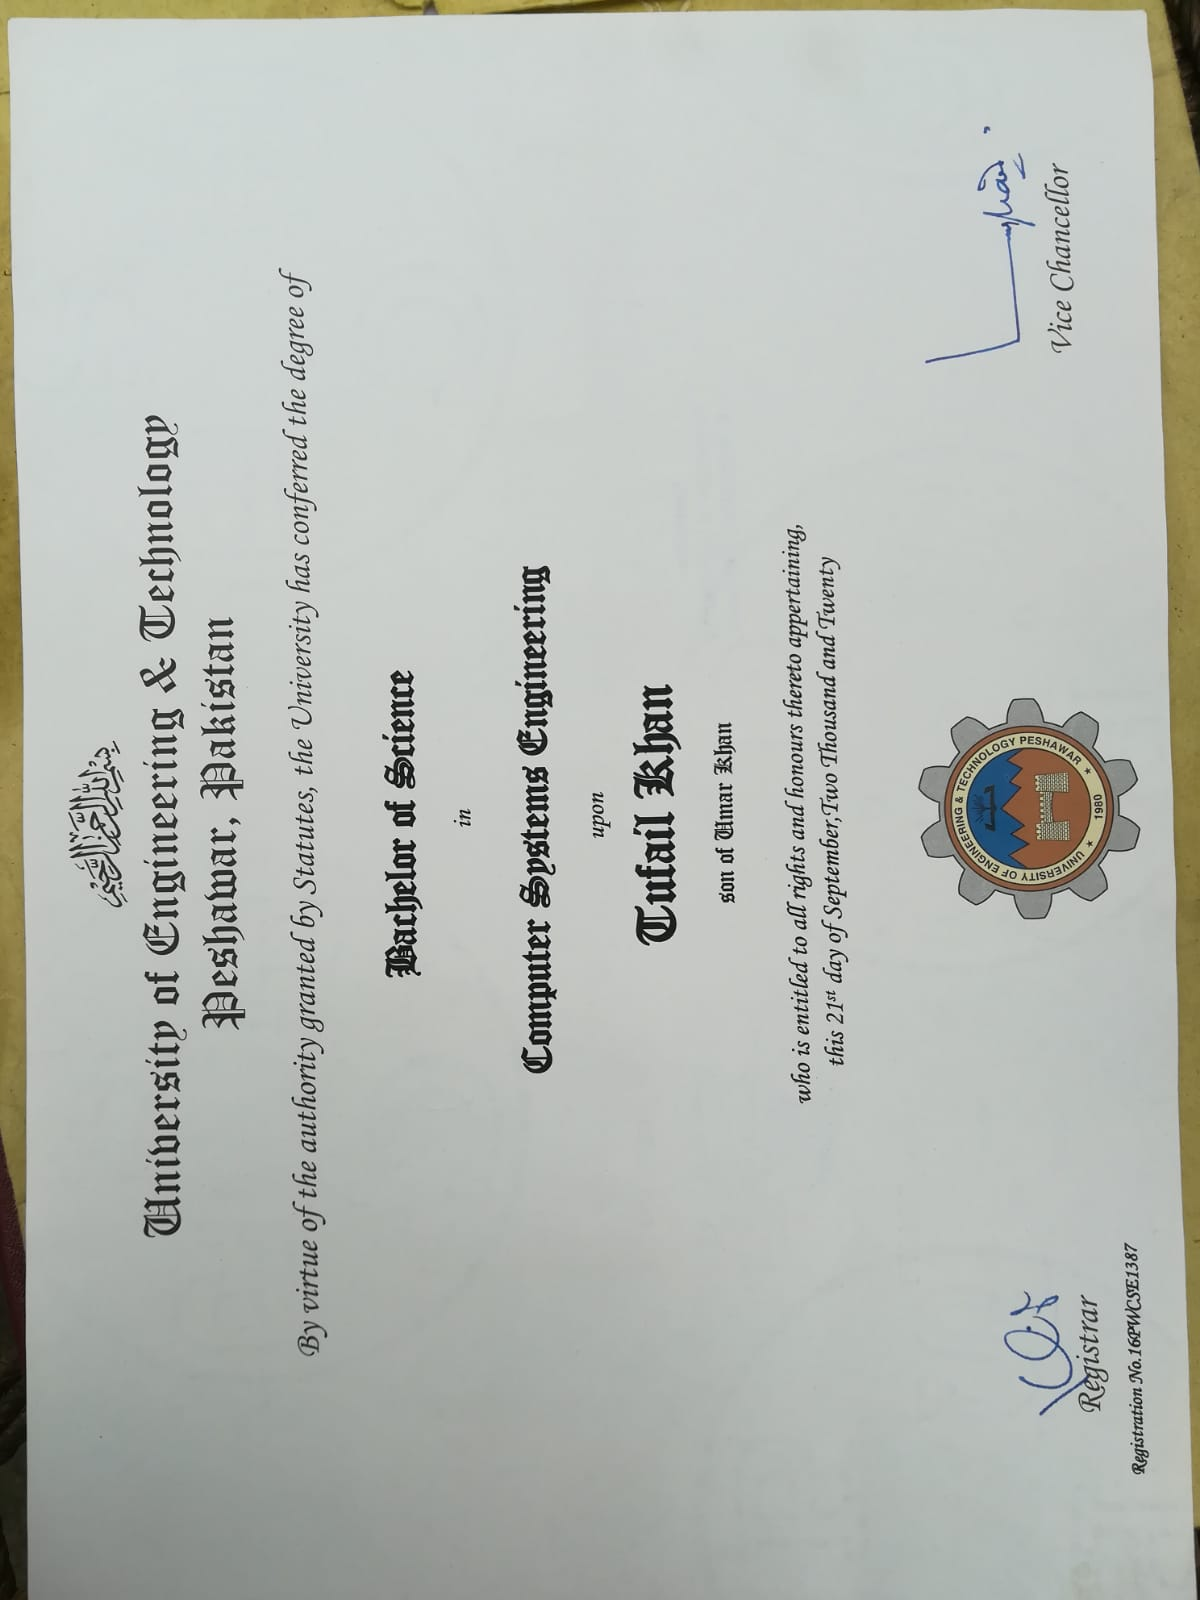 بسم الله الرحمن الرحيم
University of Engineering & Technology
Peshawar, Pakistan
By virtue of the authority granted by Statutes, the University has conferred the degree of
Bachelor of Science
in
Computer Systems Engineering
upon
Tufail Khan
son of Umar Khan
who is entitled to all rights and honours thereto appertaining,
this 21st day of September,Two Thousand and Twenty
UNIVERSITY OF ENGINEERING & TECHNOLOGY PESHAWAR
1980
Registrar
Vice Chancellor
Registration No.16PWCSE1387